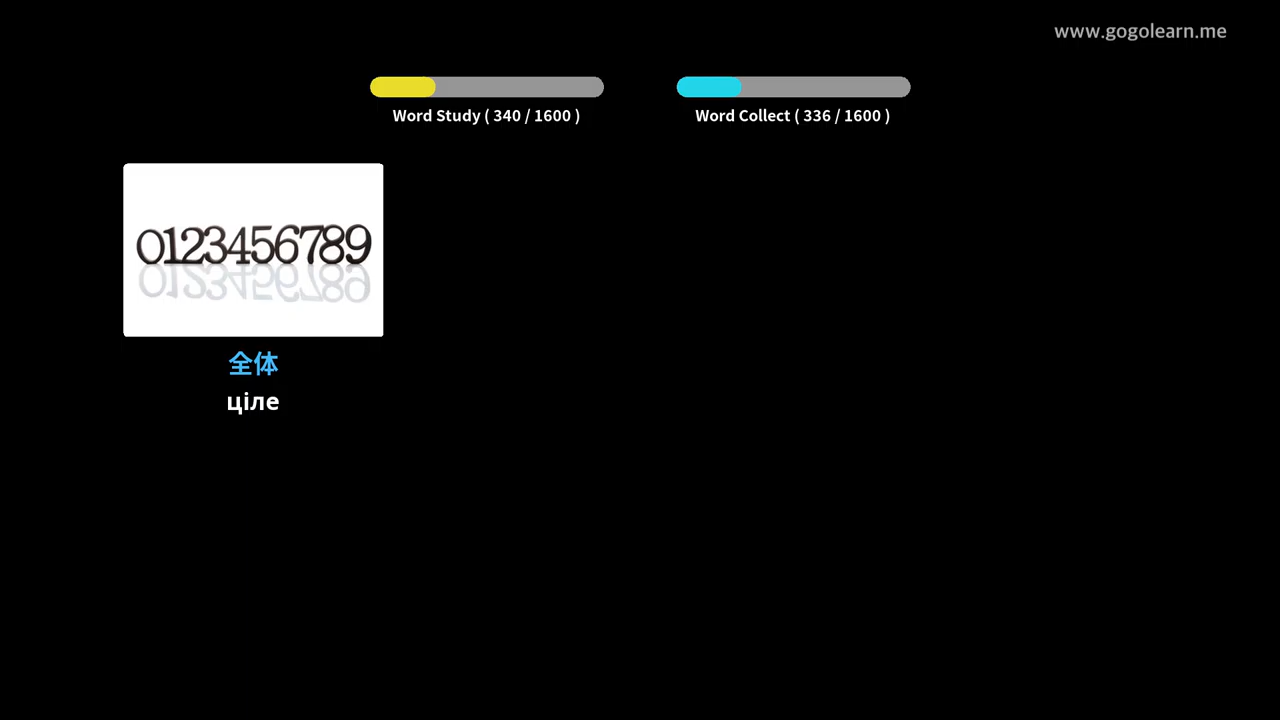 www.gogolearn.me
Word Study ( 340 / 1600 )
Word Collect ( 336 / 1600 )
0123456789
全体
ціле